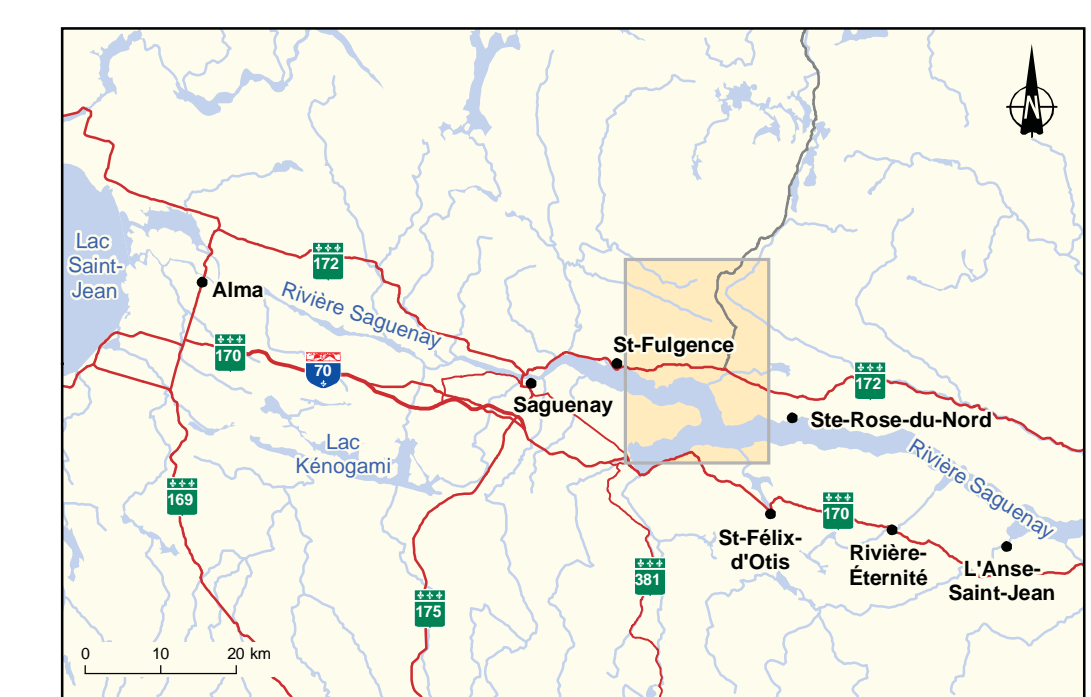 N
Lac
Saint-
Jean
172
Alma
Rivière Saguenay
170
70
St-Fulgence
172
Saguenay
Ste-Rose-du-Nord
Lac
Kénogami
Rivière Saguenay
169
170
St-Félix-
d'Otis
Rivière-
Éternité
L'Anse-
Saint-Jean
381
175
0 10 20 km